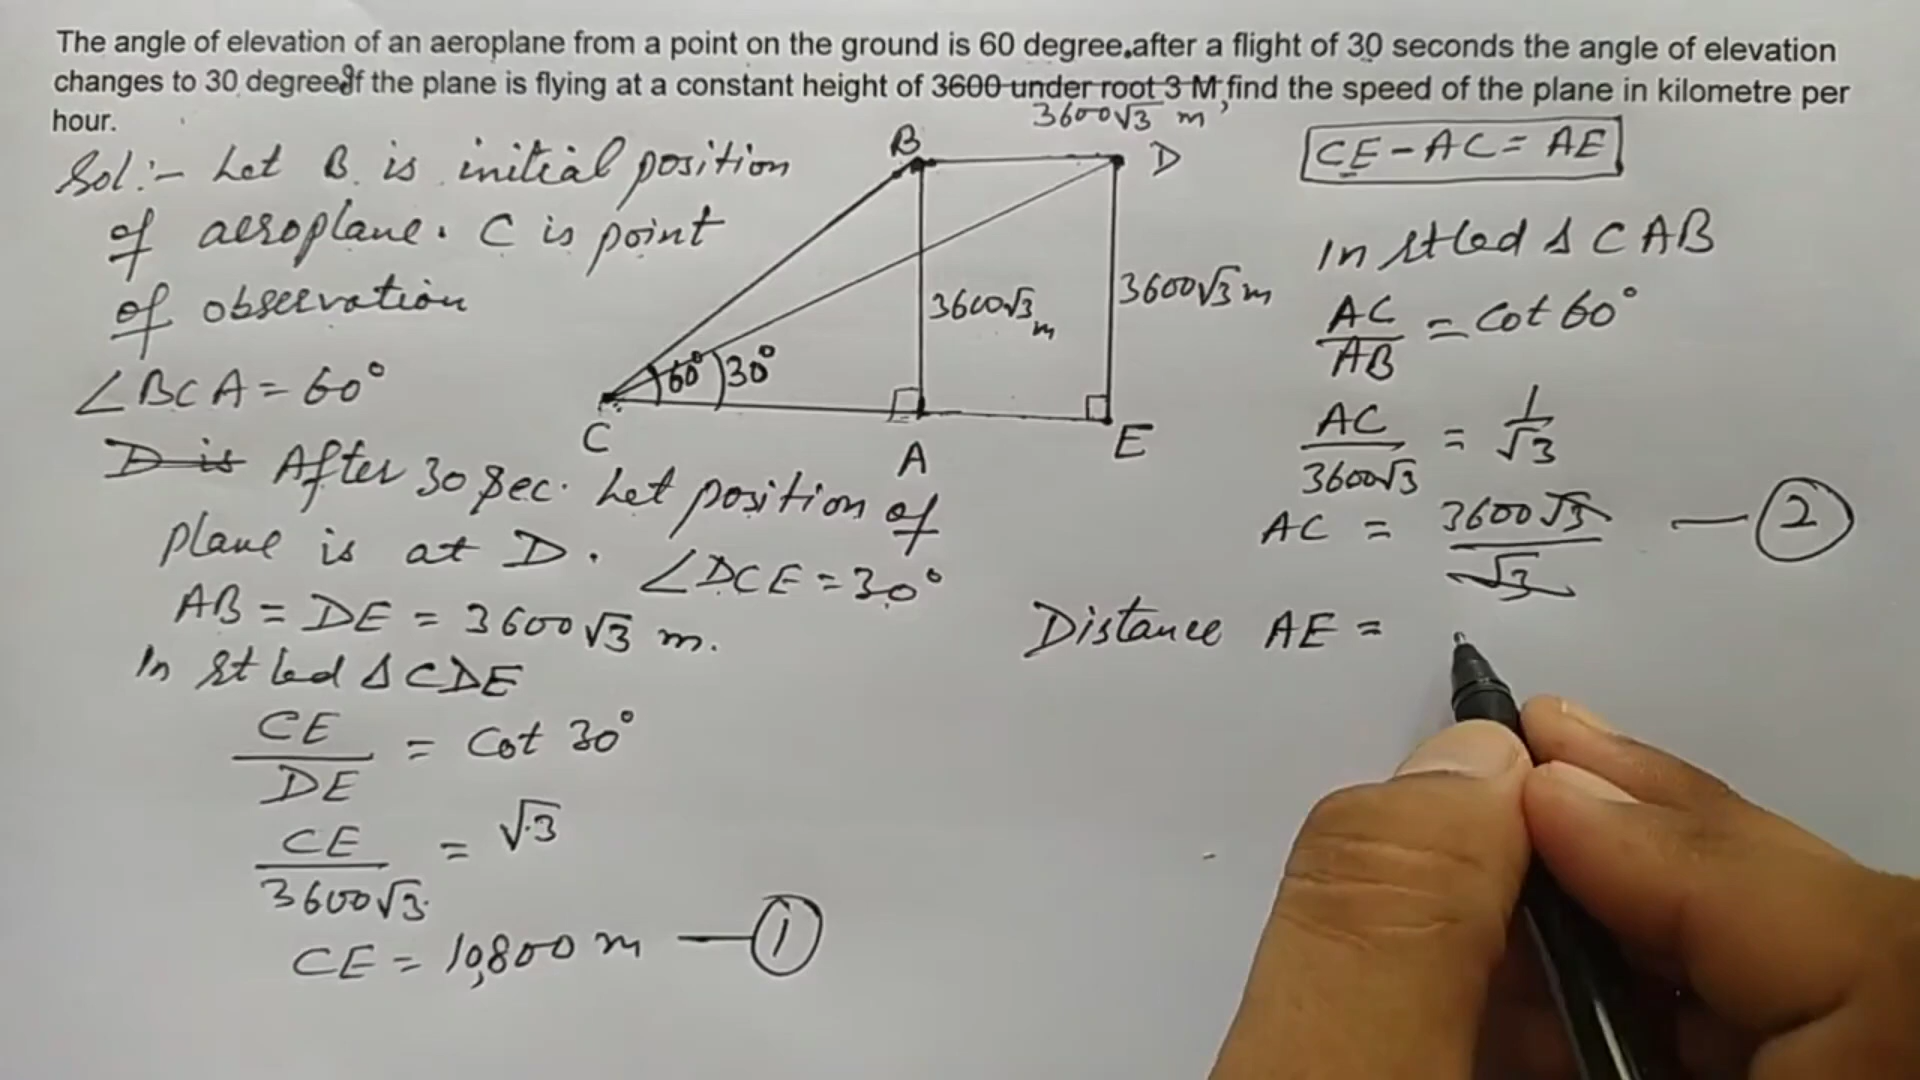 The angle of elevation of an aeroplane from a point on the ground is 60 degree.after a flight of 30 seconds the angle of elevation
changes to 30 degree.If the plane is flying at a constant height of 3600 under root 3 M find the speed of the plane in kilometre per
hour.
3600√3 m,
Sol:- Let B is initial position
of aeroplane. C is point
of observation
∠BCA = 60°
D is After 30 sec. Let position of
plane is at D. ∠DCE = 30°
AB = DE = 3600√3 m.
In rt led Δ CDE
CE/DE = Cot 30°
CE/3600√3 = √3
CE = 10,800 m — 1
B
D
3600√3 m
3600√3 m
60° 30°
C
A
E
CE - AC = AE
In rt led Δ CAB
AC/AB = Cot 60°
AC/3600√3 = 1/√3
AC = 3600√3/√3 — 2
Distance AE =